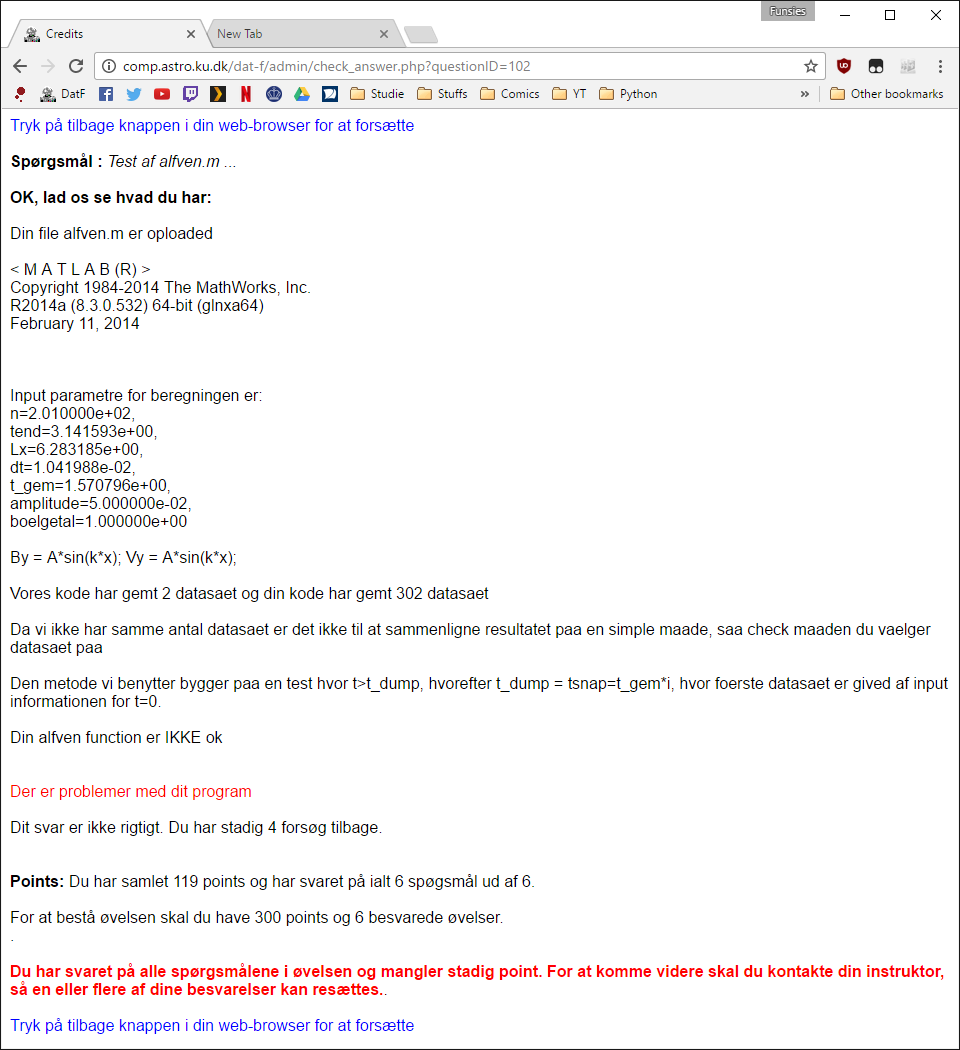 Funsies
Credits
New Tab
comp.astro.ku.dk/dat-f/admin/check_answer.php?questionID=102
DatF
Studie
Stuffs
Comics
YT
Python
»
Other bookmarks
Tryk på tilbage knappen i din web-browser for at forsætte
Spørgsmål : Test af alfven.m ...
OK, lad os se hvad du har:
Din file alfven.m er oploaded
< M A T L A B (R) >
Copyright 1984-2014 The MathWorks, Inc.
R2014a (8.3.0.532) 64-bit (glnxa64)
February 11, 2014
Input parametre for beregningen er:
n=2.010000e+02,
tend=3.141593e+00,
Lx=6.283185e+00,
dt=1.041988e-02,
t_gem=1.570796e+00,
amplitude=5.000000e-02,
boelgetal=1.000000e+00
By = A*sin(k*x); Vy = A*sin(k*x);
Vores kode har gemt 2 datasaet og din kode har gemt 302 datasaet
Da vi ikke har samme antal datasaet er det ikke til at sammenligne resultatet paa en simple maade, saa check maaden du vaelger
datasaet paa
Den metode vi benytter bygger paa en test hvor t>t_dump, hvorefter t_dump = tsnap=t_gem*i, hvor foerste datasaet er gived af input
informationen for t=0.
Din alfven function er IKKE ok
Der er problemer med dit program
Dit svar er ikke rigtigt. Du har stadig 4 forsøg tilbage.
Points: Du har samlet 119 points og har svaret på ialt 6 spøgsmål ud af 6.
For at bestå øvelsen skal du have 300 points og 6 besvarede øvelser.
.
Du har svaret på alle spørgsmålene i øvelsen og mangler stadig point. For at komme videre skal du kontakte din instruktor,
så en eller flere af dine besvarelser kan resættes..
Tryk på tilbage knappen i din web-browser for at forsætte